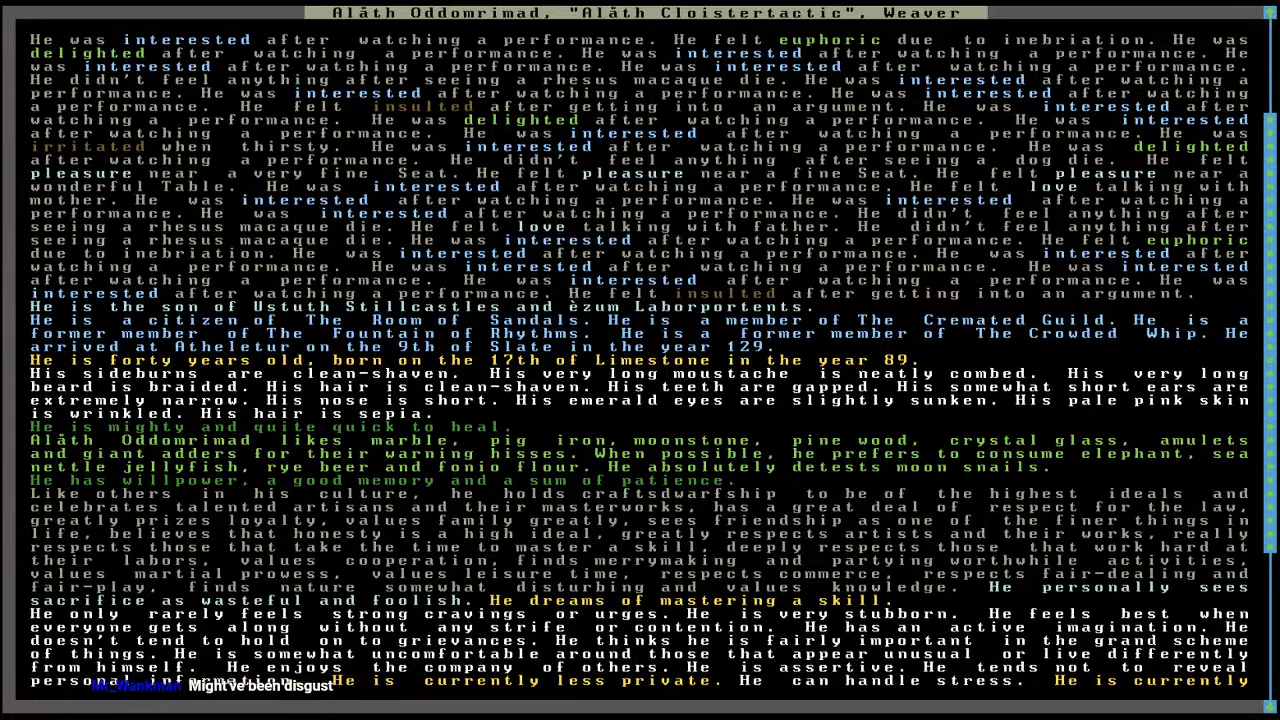 Alåth Oddomrimad, "Alåth Cloistertactic", Weaver
He was interested after watching a performance. He felt euphoric due to inebriation. He was
delighted after watching a performance. He was interested after watching a performance. He
was interested after watching a performance. He was interested after watching a performance.
He didn't feel anything after seeing a rhesus macaque die. He was interested after watching a
performance. He was interested after watching a performance. He was interested after watching
a performance. He felt insulted after getting into an argument. He was interested after
watching a performance. He was delighted after watching a performance. He was interested
after watching a performance. He was interested after watching a performance. He was
irritated when thirsty. He was interested after watching a performance. He was delighted
after watching a performance. He didn't feel anything after seeing a dog die. He felt
pleasure near a very fine Seat. He felt pleasure near a fine Seat. He felt pleasure near a
wonderful Table. He was interested after watching a performance. He felt love talking with
mother. He was interested after watching a performance. He was interested after watching a
performance. He was interested after watching a performance. He didn't feel anything after
seeing a rhesus macaque die. He felt love talking with father. He didn't feel anything after
seeing a rhesus macaque die. He was interested after watching a performance. He felt euphoric
due to inebriation. He was interested after watching a performance. He was interested after
watching a performance. He was interested after watching a performance. He was interested
after watching a performance. He was interested after watching a performance. He was
interested after watching a performance. He felt insulted after getting into an argument.
He is the son of Ustuth Stillcastles and èzum Laborportents.
He is a citizen of The Room of Sandals. He is a member of The Cremated Guild. He is a
former member of The Fountain of Rhythms. He is a former member of The Crowded Whip. He
arrived at Atheletur on the 9th of Slate in the year 129.
He is forty years old, born on the 17th of Limestone in the year 89.
His sideburns are clean-shaven. His very long moustache is neatly combed. His very long
beard is braided. His hair is clean-shaven. His teeth are gapped. His somewhat short ears are
extremely narrow. His nose is short. His emerald eyes are slightly sunken. His pale pink skin
is wrinkled. His hair is sepia.
He is mighty and quite quick to heal.
Alåth Oddomrimad likes marble, pig iron, moonstone, pine wood, crystal glass, amulets
and giant adders for their warning hisses. When possible, he prefers to consume elephant, sea
nettle jellyfish, rye beer and fonio flour. He absolutely detests moon snails.
He has willpower, a good memory and a sum of patience.
Like others in his culture, he holds craftsdwarfship to be of the highest ideals and
celebrates talented artisans and their masterworks, has a great deal of respect for the law,
greatly prizes loyalty, values family greatly, sees friendship as one of the finer things in
life, believes that honesty is a high ideal, greatly respects artists and their works, really
respects those that take the time to master a skill, deeply respects those that work hard at
their labors, values cooperation, finds merrymaking and partying worthwhile activities,
values martial prowess, values leisure time, respects commerce, respects fair-dealing and
fair-play, finds nature somewhat disturbing and values knowledge. He personally sees
sacrifice as wasteful and foolish. He dreams of mastering a skill.
He only rarely feels strong cravings or urges. He is very stubborn. He feels best when
everyone gets along without any strife or contention. He has an active imagination. He
doesn't tend to hold on to grievances. He thinks he is fairly important in the grand scheme
of things. He is somewhat uncomfortable around those that appear unusual or live differently
from himself. He enjoys the company of others. He is assertive. He tends not to reveal
personal information. He is currently less private. He can handle stress. He is currently
Mr_Wankman Might've been disgust